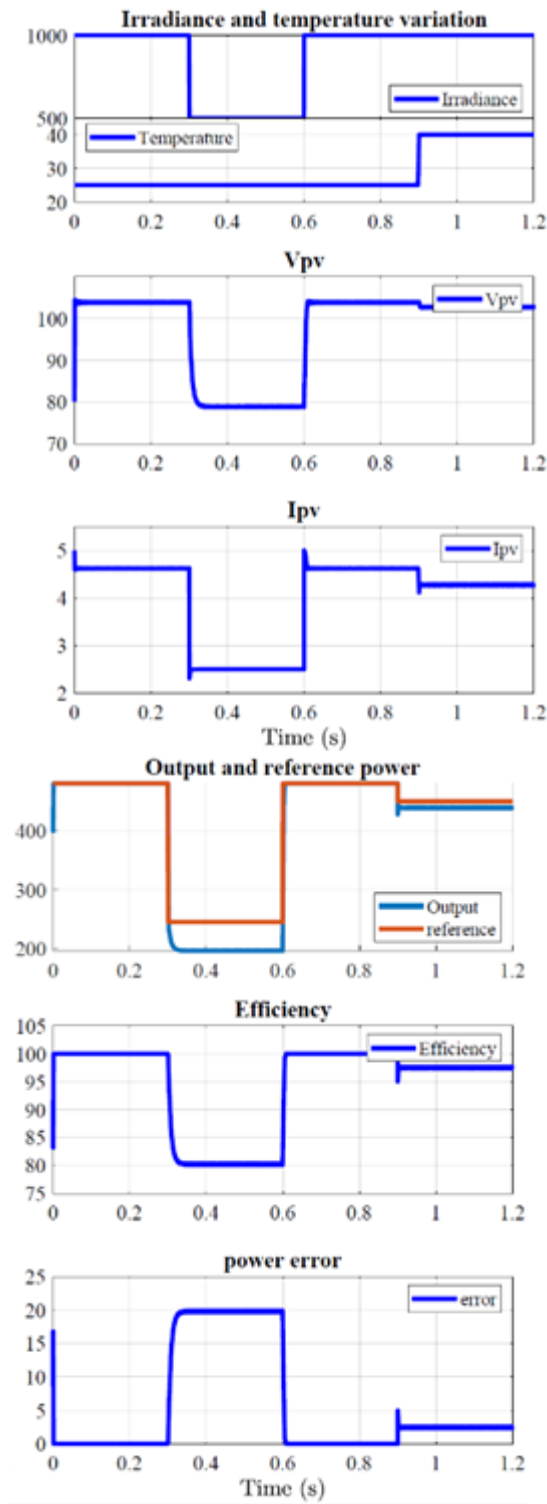 Irradiance and temperature variation
1000
Irradiance
500
Temperature
40
30
20
0 0.2 0.4 0.6 0.8 1 1.2
Vpv
Vpv
100
90
80
70
0 0.2 0.4 0.6 0.8 1 1.2
Ipv
Ipv
5
4
3
2
0 0.2 0.4 0.6 0.8 1 1.2
Time (s)
Output and reference power
400
300
Output
reference
200
0 0.2 0.4 0.6 0.8 1 1.2
Efficiency
105
Efficiency
100
95
90
85
80
75
0 0.2 0.4 0.6 0.8 1 1.2
power error
25
error
20
15
10
5
0
0 0.2 0.4 0.6 0.8 1 1.2
Time (s)